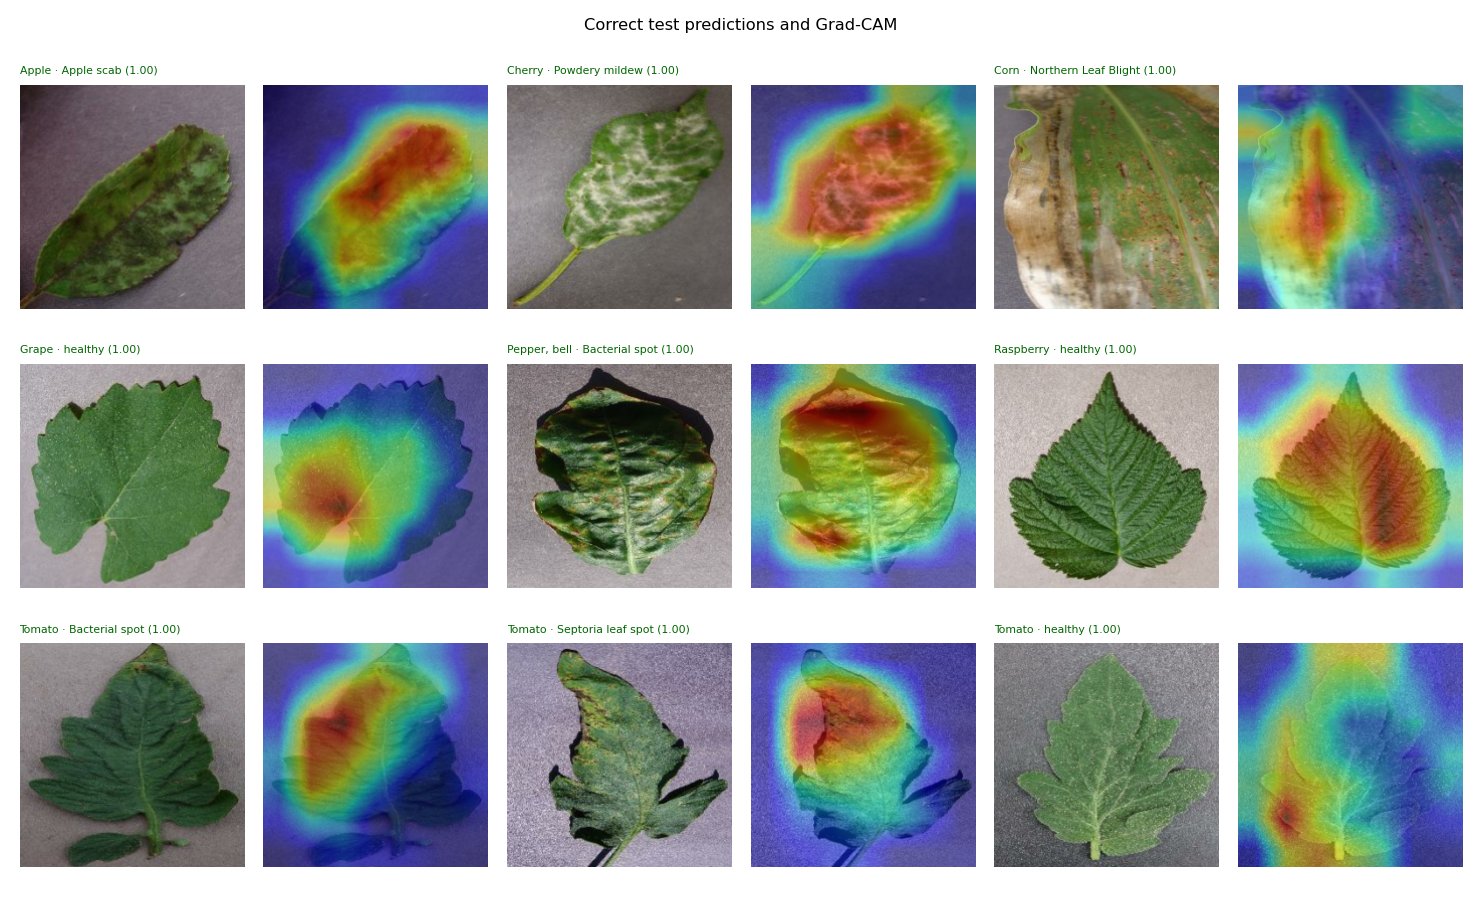 Correct test predictions and Grad-CAM
Apple · Apple scab (1.00)
Cherry · Powdery mildew (1.00)
Corn · Northern Leaf Blight (1.00)
Grape · healthy (1.00)
Pepper, bell · Bacterial spot (1.00)
Raspberry · healthy (1.00)
Tomato · Bacterial spot (1.00)
Tomato · Septoria leaf spot (1.00)
Tomato · healthy (1.00)